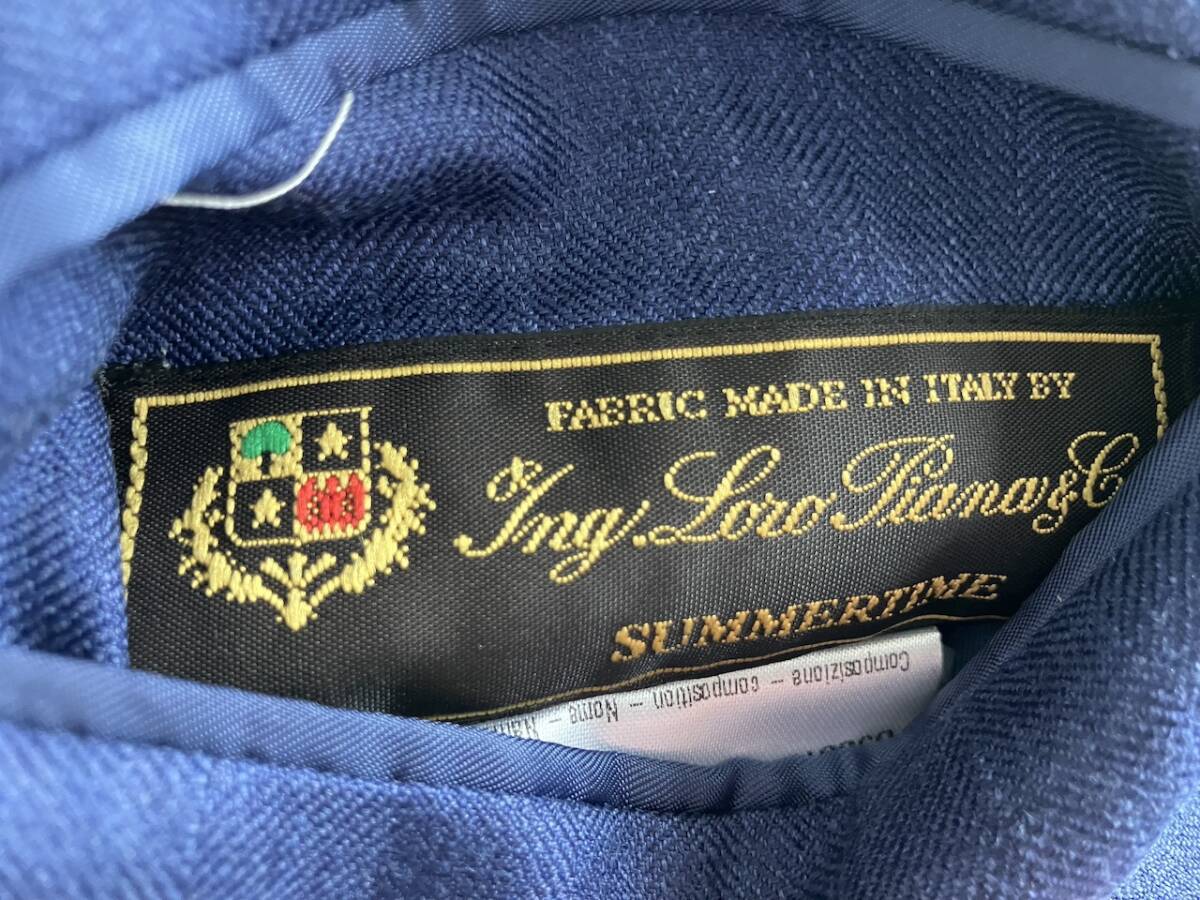 FABRIC MADE IN ITALY BY
& Ing. Loro Piana & C
SUMMERTIME
Composizione - composition - Nome -